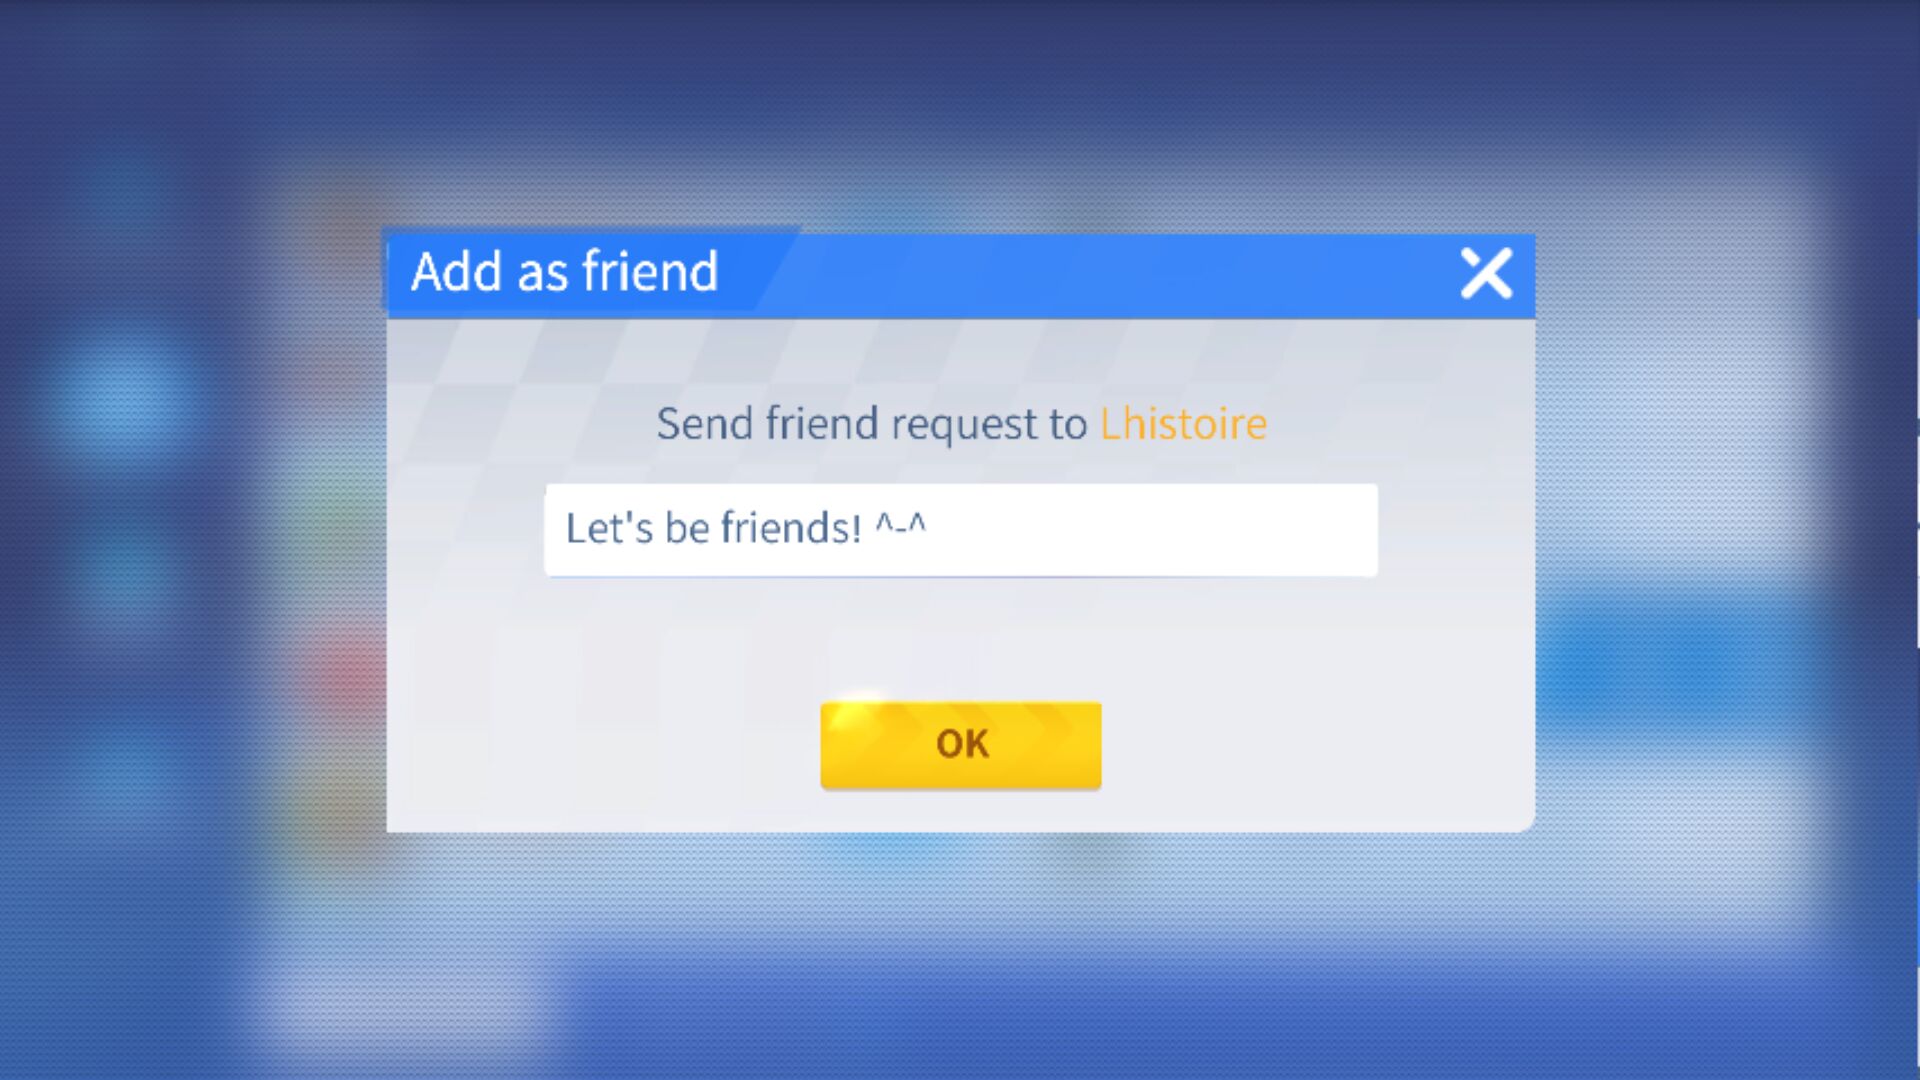 Add as friend
Send friend request to Lhistoire
Let's be friends! ^-^
OK